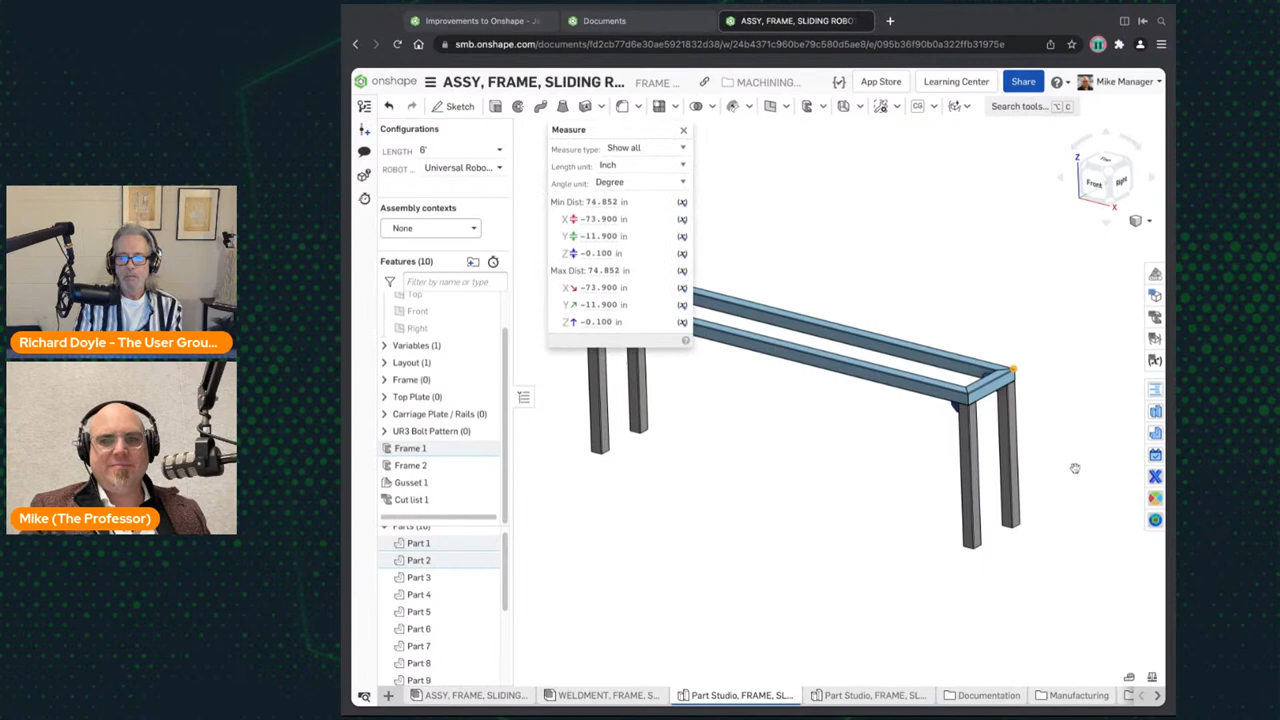 Improvements to Onshape - Ja
Documents
ASSY, FRAME, SLIDING ROBO
smb.onshape.com/documents/fd2cb77d6e30ae5921832d38/w/24b4371c960be79c580d5ae8/e/095b36f90b0a322ffb31975e
onshape
ASSY, FRAME, SLIDING R...
FRAME ...
MACHINING...
App Store
Learning Center
Share
Mike Manager
Sketch
Search tools...
Configurations
LENGTH 6'
ROBOT ... Universal Robo...
Assembly contexts
None
Features (10)
Filter by name or type
Top
Front
Right
Variables (1)
Layout (1)
Frame (0)
Top Plate (0)
Carriage Plate / Rails (0)
UR3 Bolt Pattern (0)
Frame 1
Frame 2
Gusset 1
Cut list 1
Parts (10)
Part 1
Part 2
Part 3
Part 4
Part 5
Part 6
Part 7
Part 8
Part 9
Measure
Measure type: Show all
Length unit: Inch
Angle unit: Degree
Min Dist: 74.852 in
X -73.900 in
Y -11.900 in
Z -0.100 in
Max Dist: 74.852 in
X -73.900 in
Y -11.900 in
Z -0.100 in
Z
Top
Front
Right
X
Richard Doyle - The User Grou...
Mike (The Professor)
ASSY, FRAME, SLIDING...
WELDMENT, FRAME, S...
Part Studio, FRAME, SL...
Part Studio, FRAME, SL...
Documentation
Manufacturing